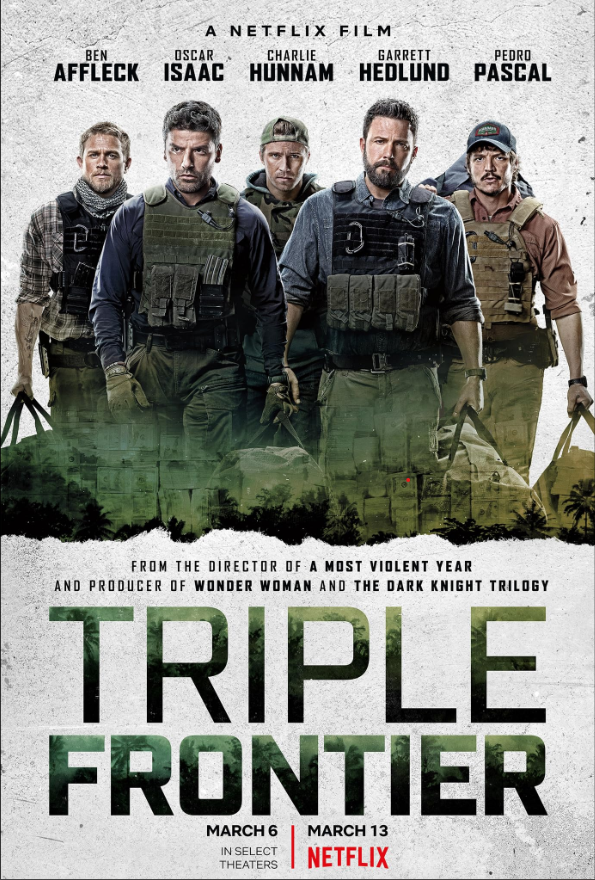 A NETFLIX FILM
BEN AFFLECK
OSCAR ISAAC
CHARLIE HUNNAM
GARRETT HEDLUND
PEDRO PASCAL
FROM THE DIRECTOR OF A MOST VIOLENT YEAR
AND PRODUCER OF WONDER WOMAN AND THE DARK KNIGHT TRILOGY
TRIPLE
FRONTIER
MARCH 6
IN SELECT
THEATERS
MARCH 13
NETFLIX